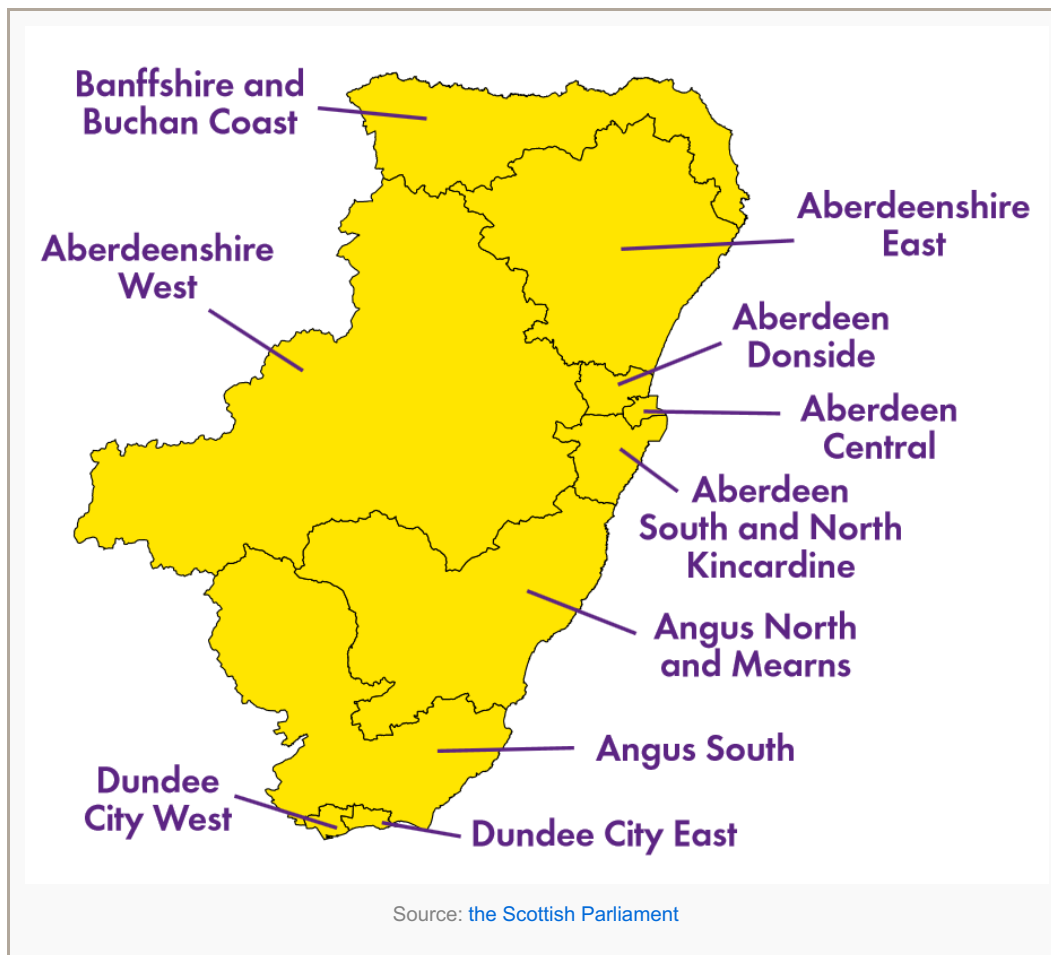 Banffshire and
Buchan Coast
Aberdeenshire
East
Aberdeenshire
West
Aberdeen
Donside
Aberdeen
Central
Aberdeen
South and North
Kincardine
Angus North
and Mearns
Angus South
Dundee
City West
Dundee City East
Source: the Scottish Parliament